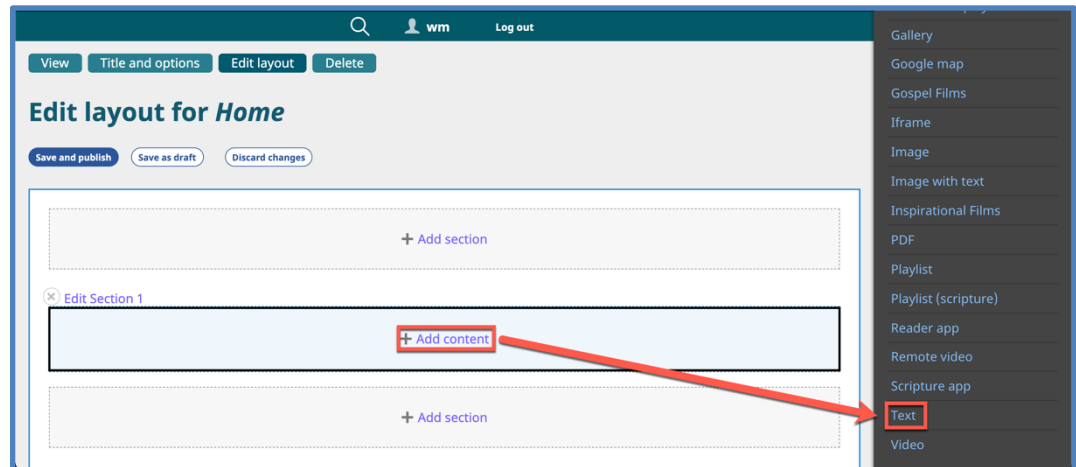 wm
Log out
View
Title and options
Edit layout
Delete
Edit layout for Home
Save and publish
Save as draft
Discard changes
+ Add section
Edit Section 1
+ Add content
+ Add section
Gallery
Google map
Gospel Films
Iframe
Image
Image with text
Inspirational Films
PDF
Playlist
Playlist (scripture)
Reader app
Remote video
Scripture app
Text
Video